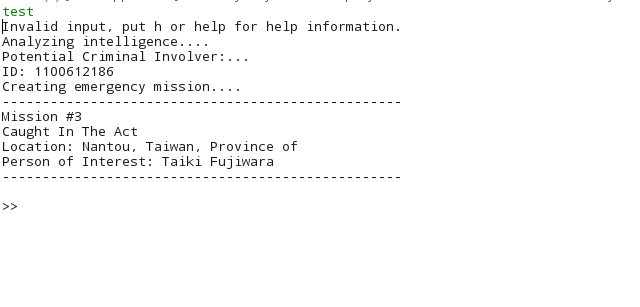 test
Invalid input, put h or help for help information.
Analyzing intelligence....
Potential Criminal Involver:...
ID: 1100612186
Creating emergency mission....
--------------------------------------------------
Mission #3
Caught In The Act
Location: Nantou, Taiwan, Province of
Person of Interest: Taiki Fujiwara
--------------------------------------------------
>>